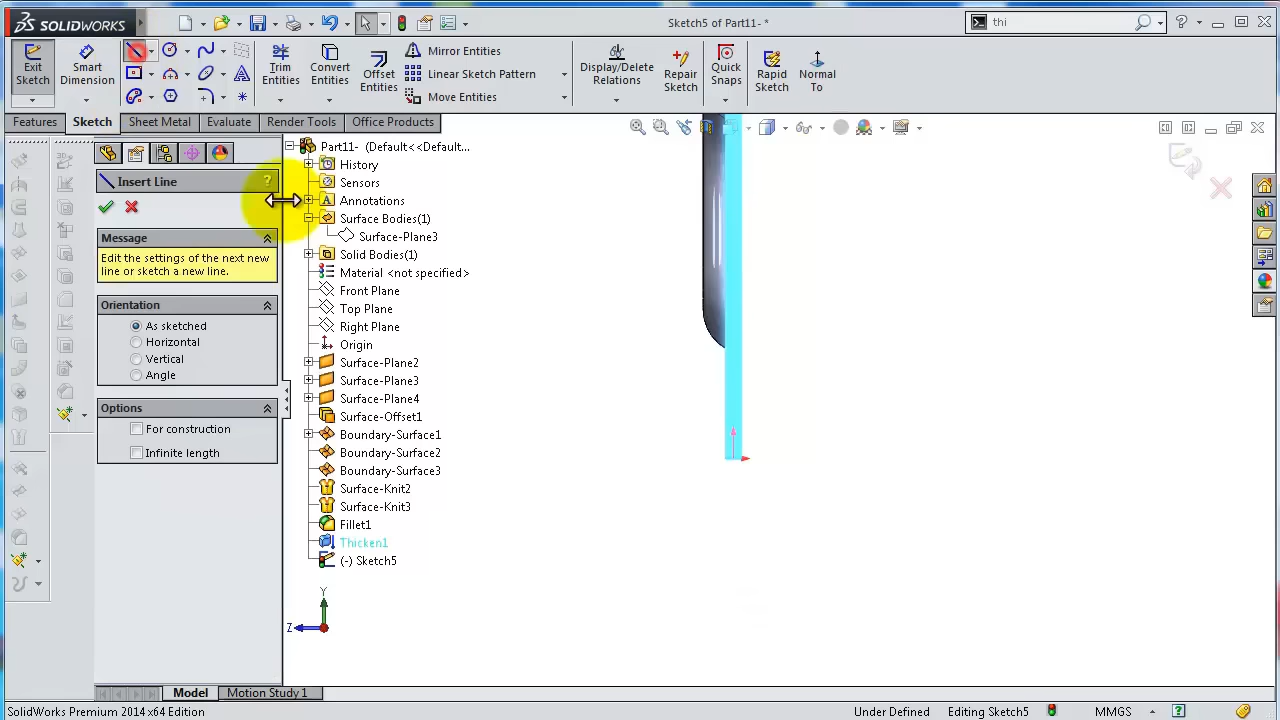 SOLIDWORKS
Sketch5 of Part11- *
thi
Exit Sketch
Smart Dimension
Trim Entities
Convert Entities
Offset Entities
Mirror Entities
Linear Sketch Pattern
Move Entities
Display/Delete Relations
Repair Sketch
Quick Snaps
Rapid Sketch
Normal To
Features
Sketch
Sheet Metal
Evaluate
Render Tools
Office Products
Insert Line
?
Message
Edit the settings of the next new
line or sketch a new line.
Orientation
As sketched
Horizontal
Vertical
Angle
Options
For construction
Infinite length
Part11- (Default<<Default...
History
Sensors
Annotations
Surface Bodies(1)
Surface-Plane3
Solid Bodies(1)
Material <not specified>
Front Plane
Top Plane
Right Plane
Origin
Surface-Plane2
Surface-Plane3
Surface-Plane4
Surface-Offset1
Boundary-Surface1
Boundary-Surface2
Boundary-Surface3
Surface-Knit2
Surface-Knit3
Fillet1
Thicken1
(-) Sketch5
Y
Z
Model
Motion Study 1
SolidWorks Premium 2014 x64 Edition
Under Defined
Editing Sketch5
MMGS